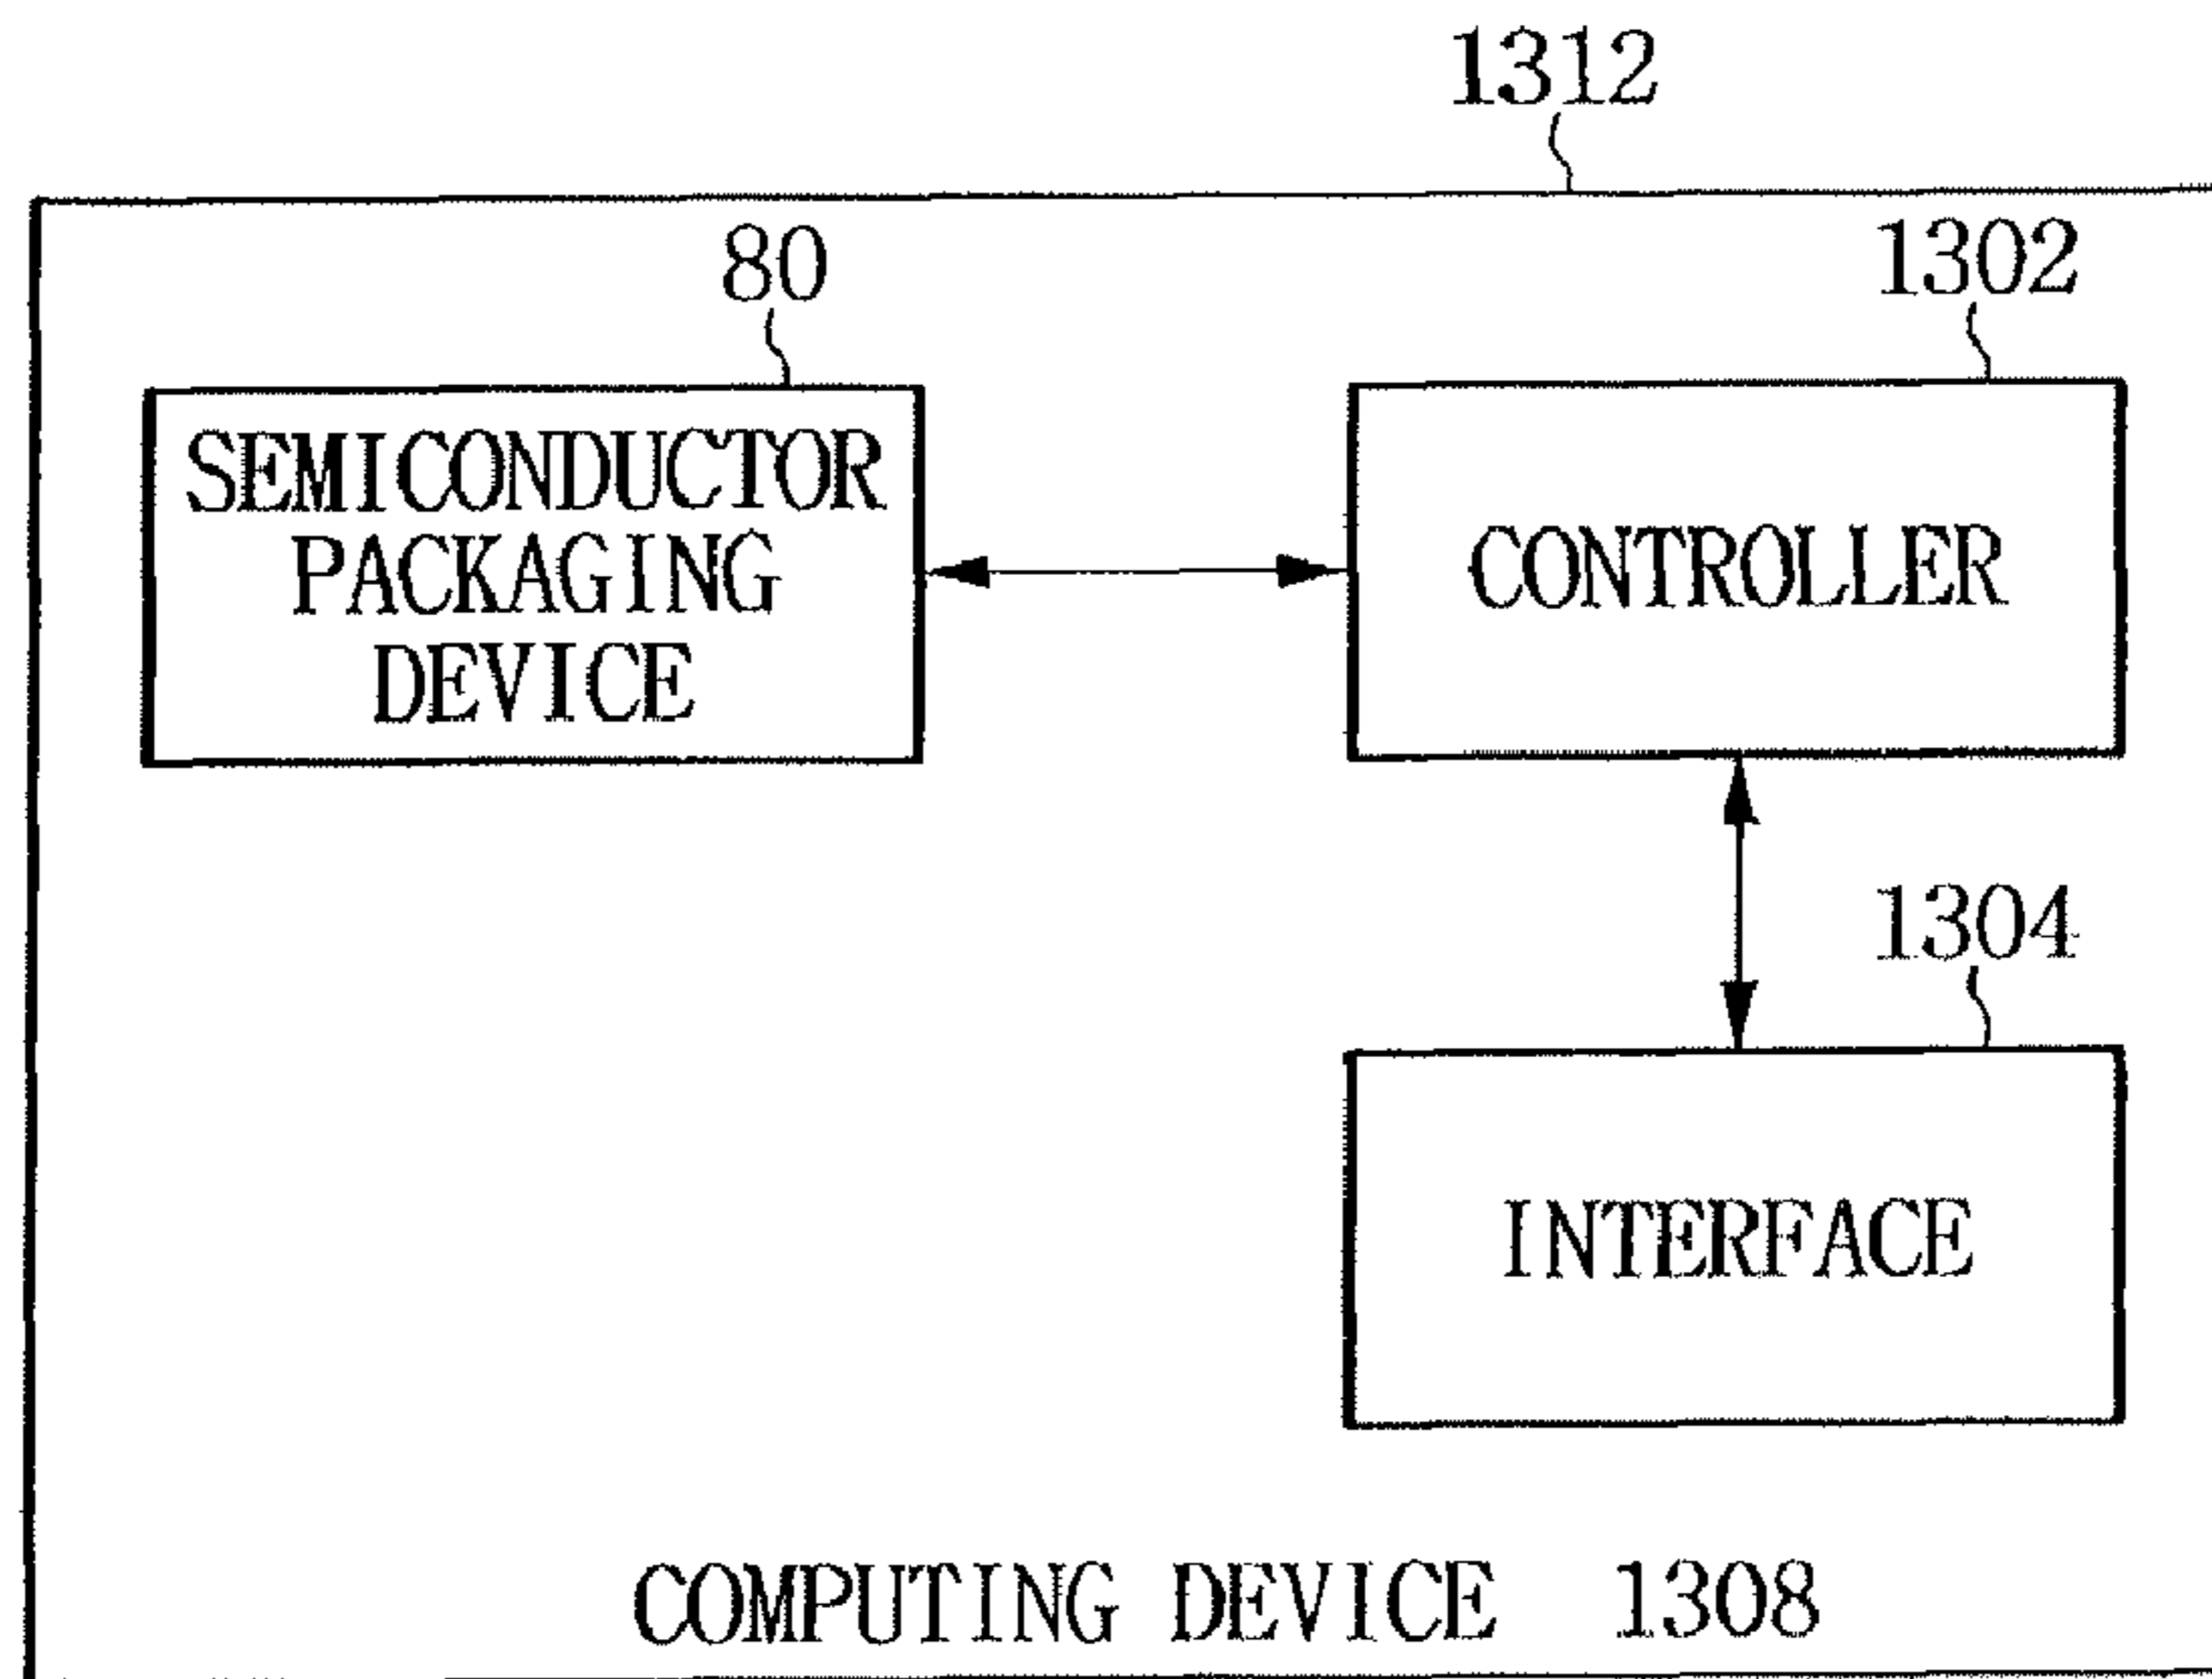 1312
80
1302
SEMICONDUCTOR
PACKAGING
DEVICE
CONTROLLER
1304
INTERFACE
COMPUTING DEVICE 1308